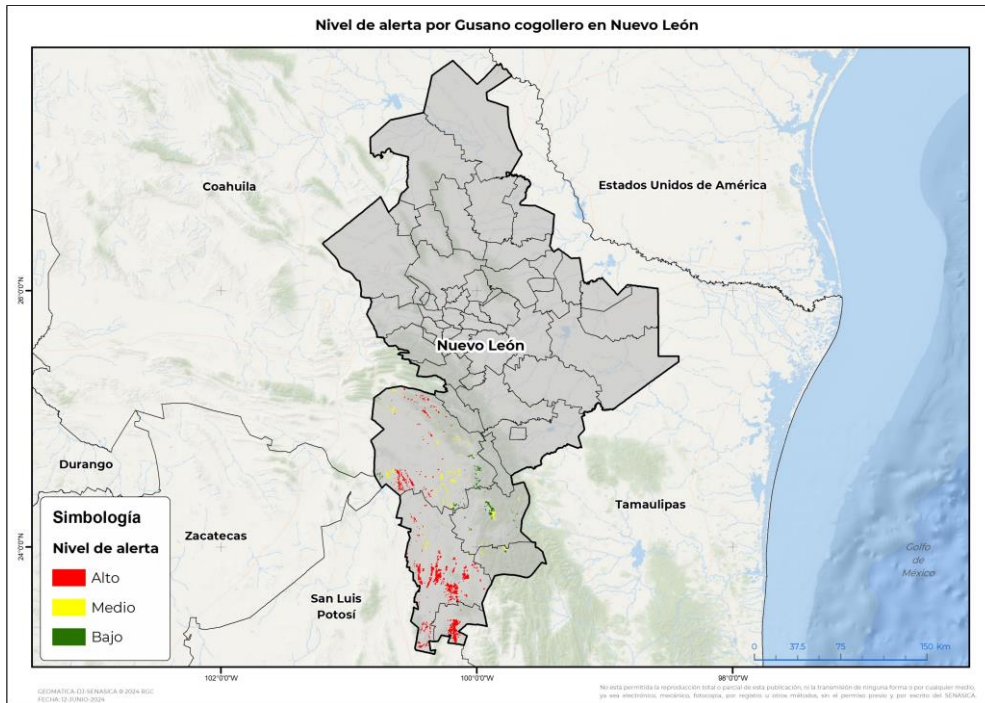 Nivel de alerta por Gusano cogollero en Nuevo León
Coahuila
Estados Unidos de América
26°0'0"N
Nuevo León
Durango
Zacatecas
Tamaulipas
San Luis
Potosí
24°0'0"N
Golfo
de
México
Simbología
Nivel de alerta
Alto
Medio
Bajo
0 37.5 75 150 Km
102°0'0"W 100°0'0"W 98°0'0"W
GEOMATICA-DJ-SENASICA ® 2024 RGC
FECHA: 12-JUNIO-2024
No está permitida la reproducción total o parcial de esta publicación, ni la transmisión de ninguna forma o por cualquier medio,
ya sea electrónico, mecánico, fotocopia, por registro u otros métodos, sin el permiso previo y por escrito del SENASICA.